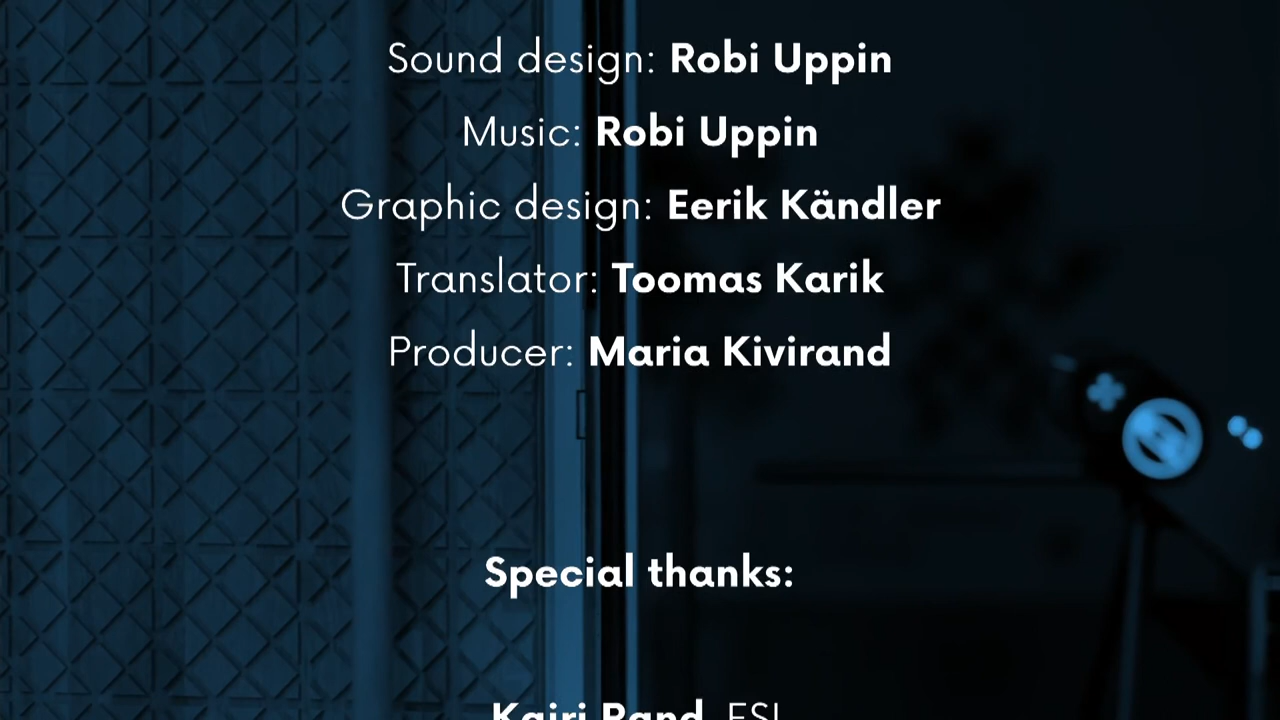 Sound design: Robi Uppin
Music: Robi Uppin
Graphic design: Eerik Kändler
Translator: Toomas Karik
Producer: Maria Kivirand
Special thanks:
Kairi Rand, ESL